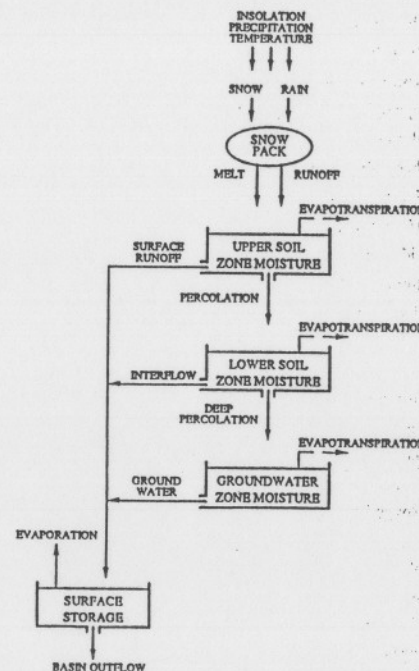 INSOLATION
PRECIPITATION
TEMPERATURE
SNOW RAIN
SNOW
PACK
MELT RUNOFF
EVAPOTRANSPIRATION
SURFACE
RUNOFF
UPPER SOIL
ZONE MOISTURE
PERCOLATION
EVAPOTRANSPIRATION
INTERFLOW
LOWER SOIL
ZONE MOISTURE
DEEP
PERCOLATION
EVAPOTRANSPIRATION
GROUND
WATER
GROUNDWATER
ZONE MOISTURE
EVAPORATION
SURFACE
STORAGE
BASIN OUTFLOW